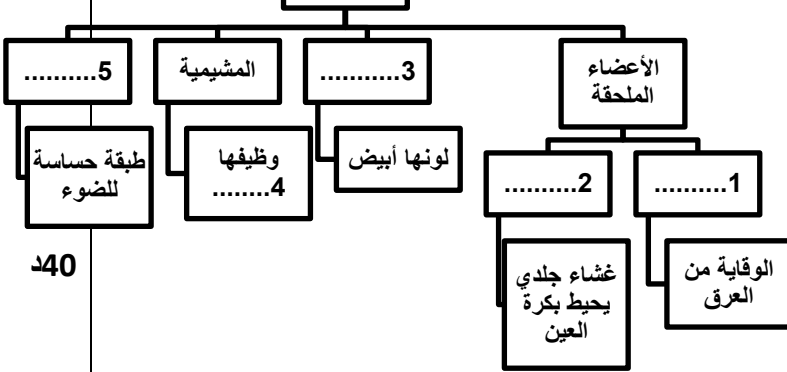 الأعضاء
الملحقة
3...........
المشيمية
5..........
1..........
2..........
لونها أبيض
وظيفها
4........
طبقة حساسة
للضوء
الوقاية من
العرق
غشاء جلدي
يحيط بكرة
العين
40د